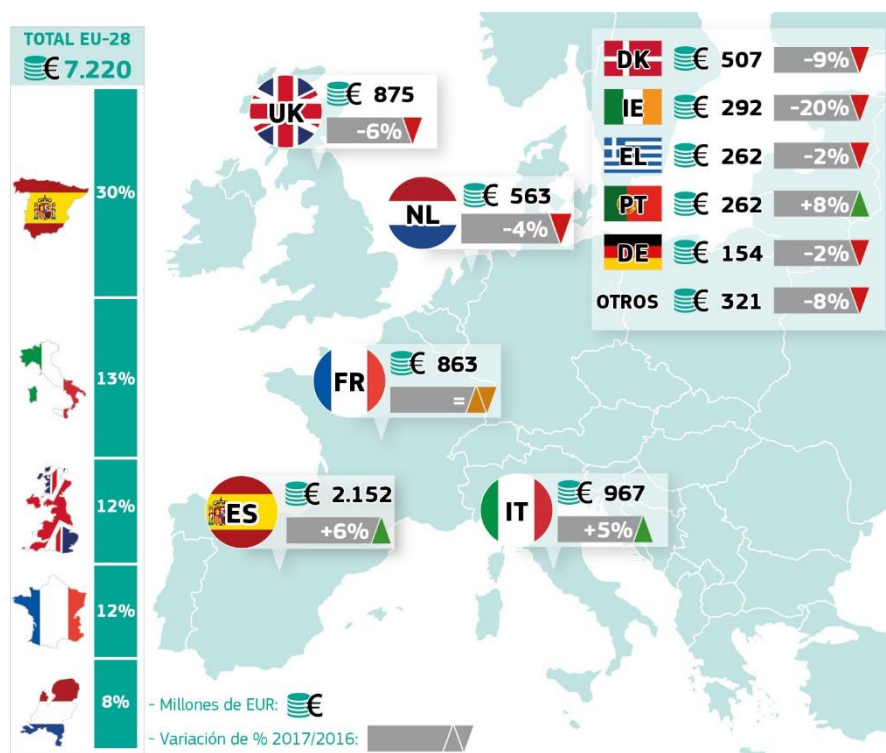 TOTAL EU-28
€ 7.220
30%
13%
12%
12%
8%
UK € 875
-6%
NL € 563
-4%
FR € 863
=
ES € 2.152
+6%
IT € 967
+5%
DK € 507 -9%
IE € 292 -20%
EL € 262 -2%
PT € 262 +8%
DE € 154 -2%
OTROS € 321 -8%
- Millones de EUR: €
- Variación de % 2017/2016: